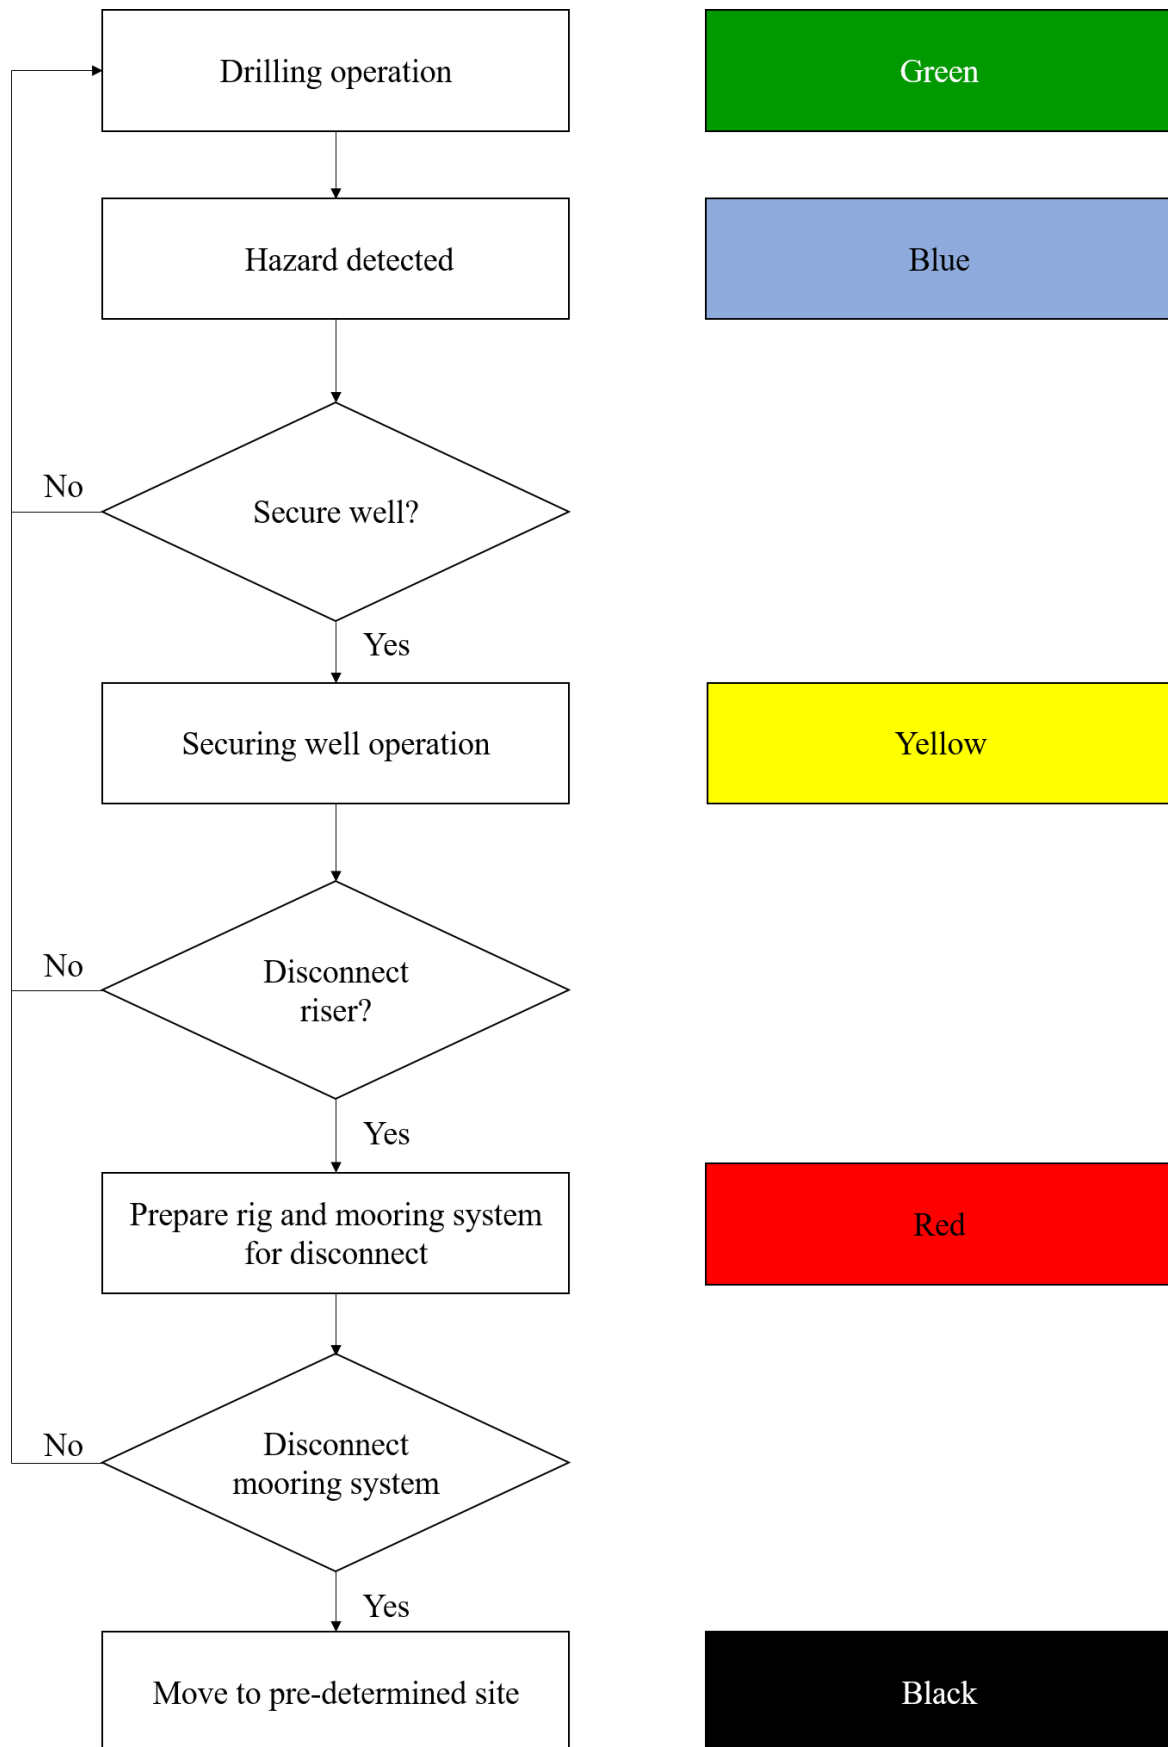 Drilling operation
Green
Hazard detected
Blue
No
Secure well?
Yes
Securing well operation
Yellow
No
Disconnect
riser?
Yes
Prepare rig and mooring system
for disconnect
Red
No
Disconnect
mooring system
Yes
Move to pre-determined site
Black